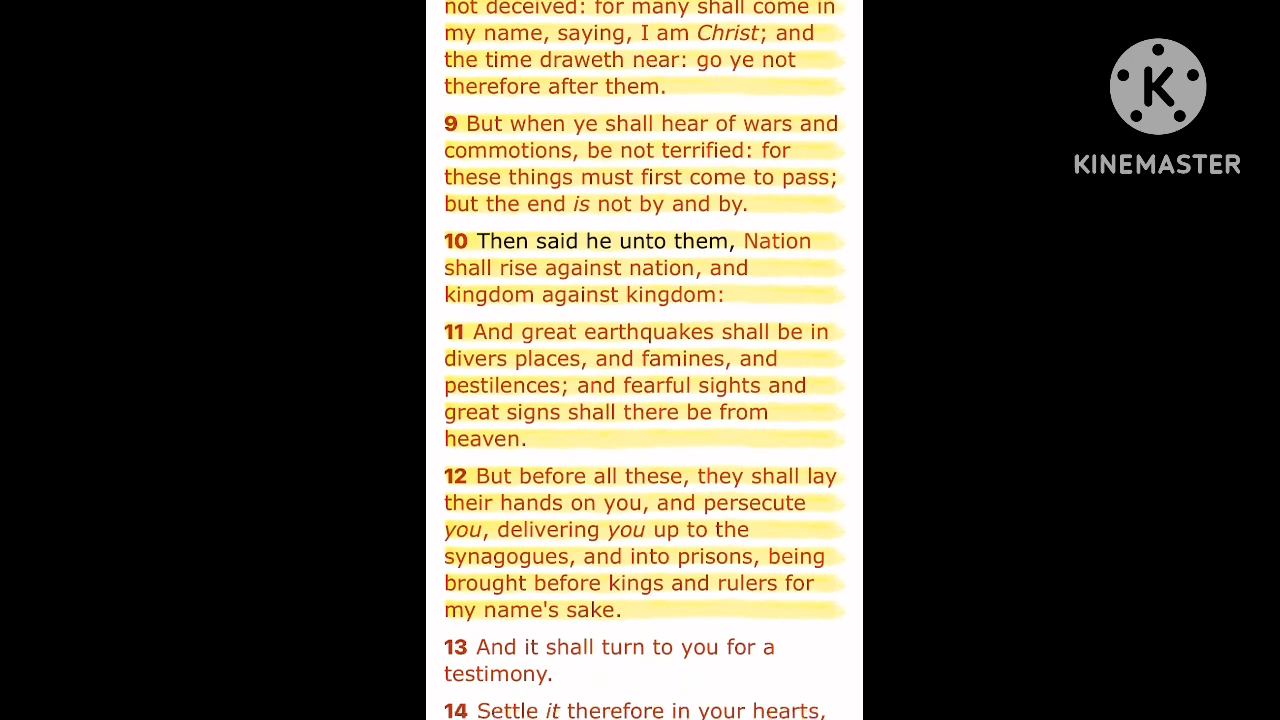 not deceived: for many shall come in
my name, saying, I am Christ; and
the time draweth near: go ye not
therefore after them.
9 But when ye shall hear of wars and
commotions, be not terrified: for
these things must first come to pass;
but the end is not by and by.
10 Then said he unto them, Nation
shall rise against nation, and
kingdom against kingdom:
11 And great earthquakes shall be in
divers places, and famines, and
pestilences; and fearful sights and
great signs shall there be from
heaven.
12 But before all these, they shall lay
their hands on you, and persecute
you, delivering you up to the
synagogues, and into prisons, being
brought before kings and rulers for
my name's sake.
13 And it shall turn to you for a
testimony.
14 Settle it therefore in your hearts,
K
KINEMASTER